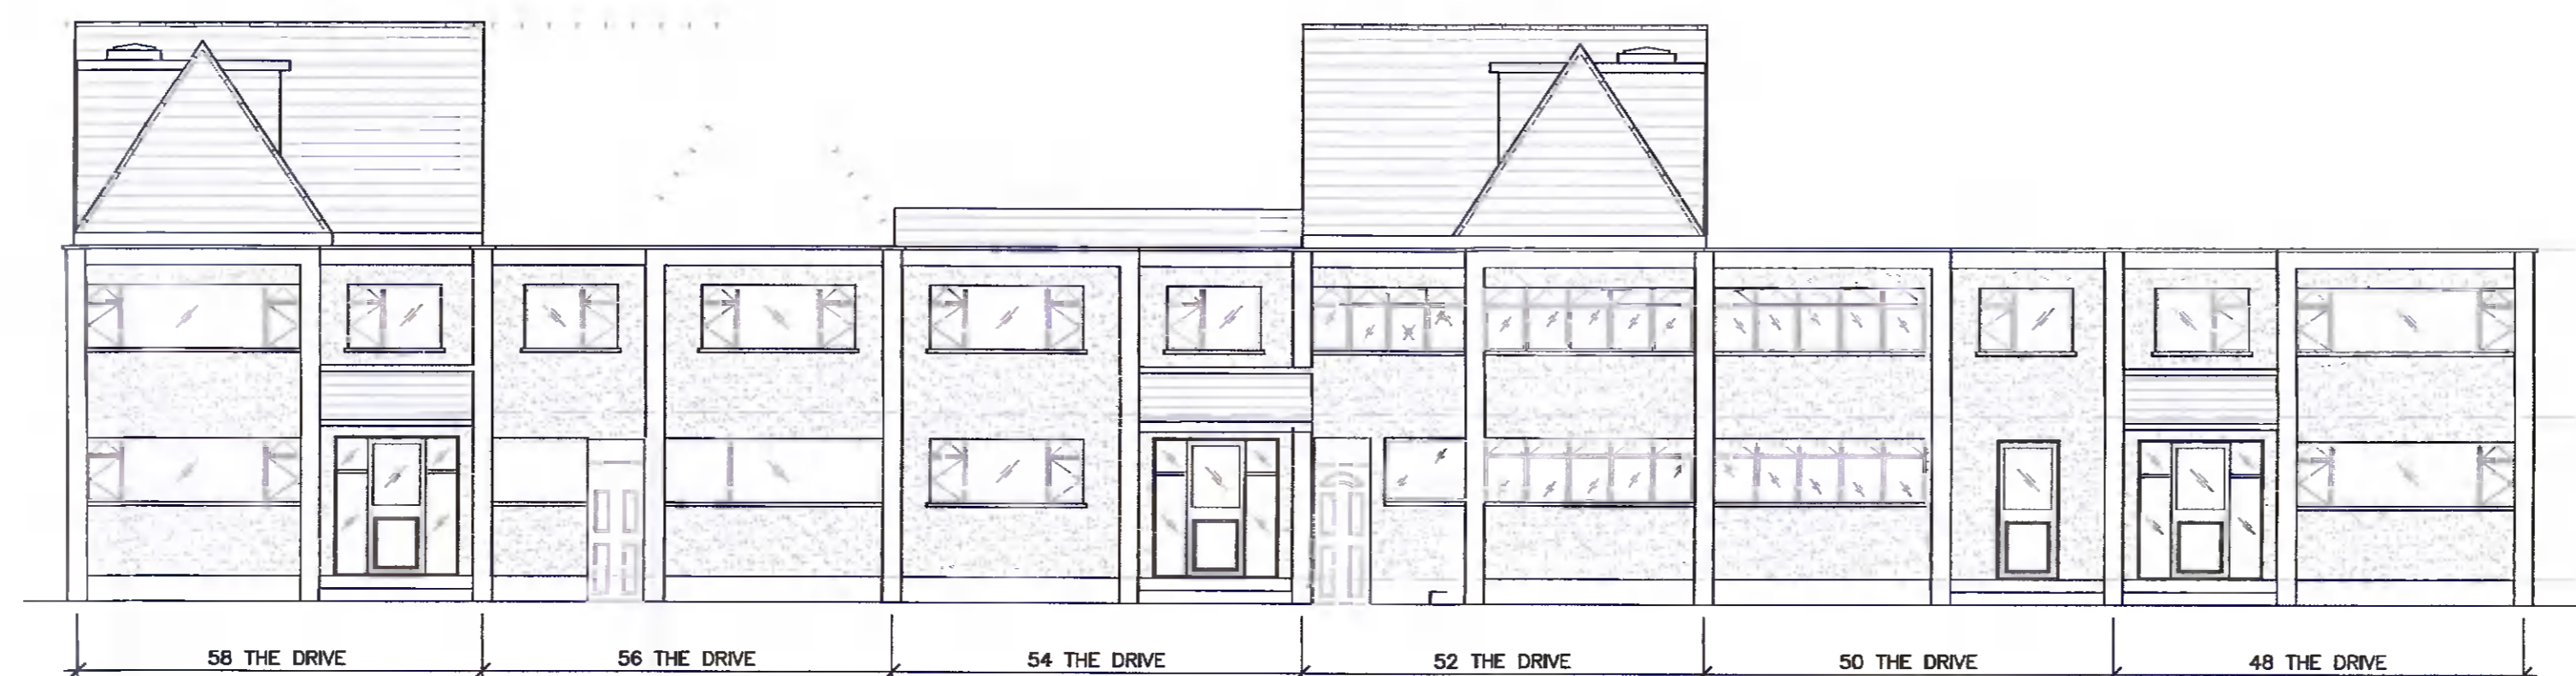 58 THE DRIVE
56 THE DRIVE
54 THE DRIVE
52 THE DRIVE
50 THE DRIVE
48 THE DRIVE